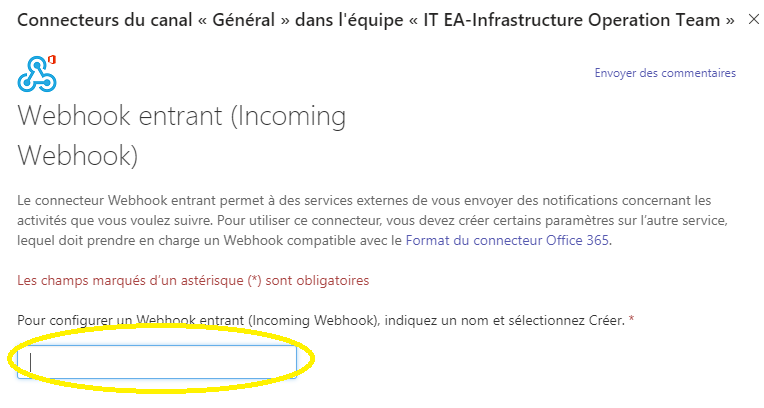 Connecteurs du canal « Général » dans l'équipe « IT EA-Infrastructure Operation Team »
Envoyer des commentaires
Webhook entrant (Incoming
Webhook)
Le connecteur Webhook entrant permet à des services externes de vous envoyer des notifications concernant les
activités que vous voulez suivre. Pour utiliser ce connecteur, vous devez créer certains paramètres sur l’autre service,
lequel doit prendre en charge un Webhook compatible avec le Format du connecteur Office 365.
Les champs marqués d’un astérisque (*) sont obligatoires
Pour configurer un Webhook entrant (Incoming Webhook), indiquez un nom et sélectionnez Créer. *